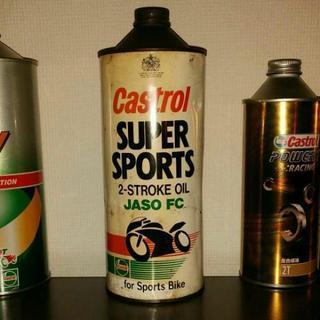 Castrol
SUPER
SPORTS
2-STROKE OIL
JASO FC
for Sports Bike
Castrol
POWER
RACING
2T